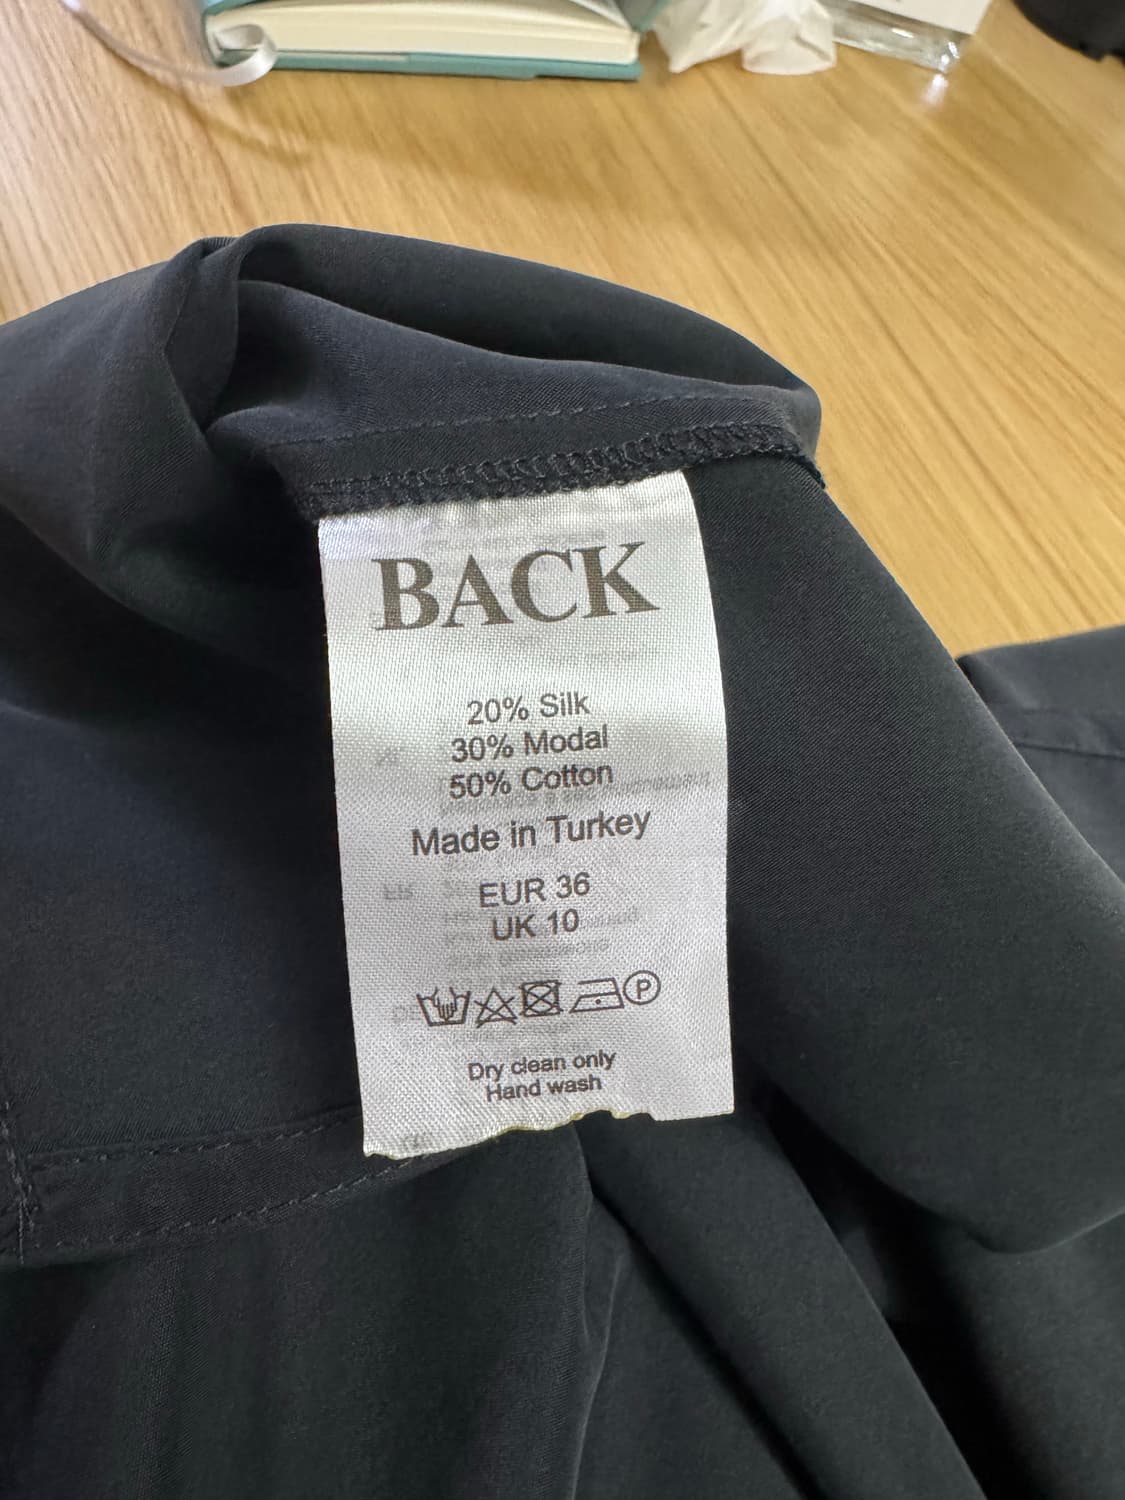 BACK
20% Silk
30% Modal
50% Cotton
Made in Turkey
EUR 36
UK 10
P
Dry clean only
Hand wash